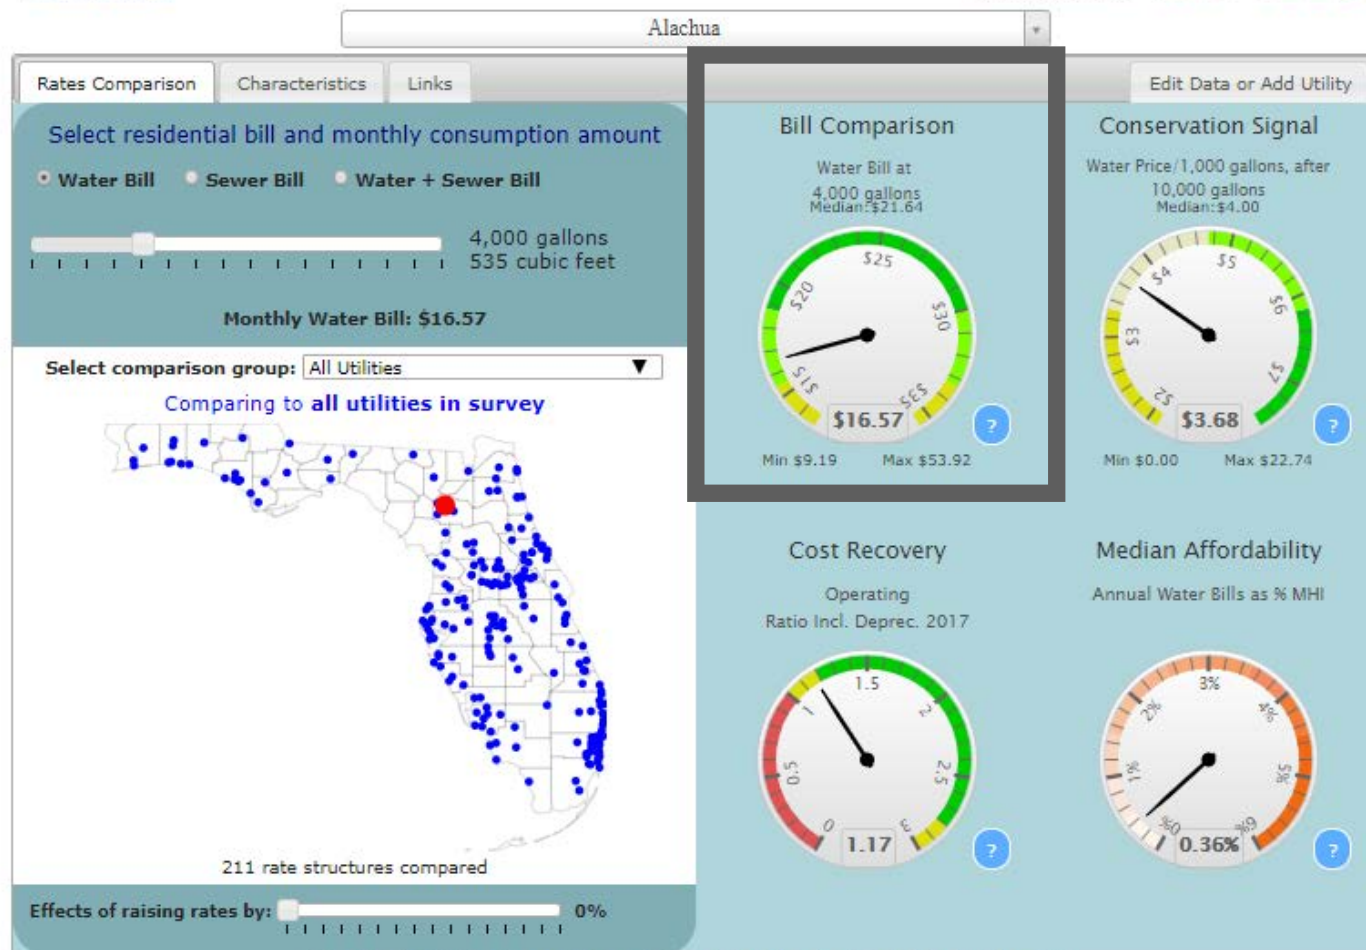 Alachua
Rates Comparison
Characteristics
Links
Edit Data or Add Utility
Select residential bill and monthly consumption amount
Water Bill
Sewer Bill
Water + Sewer Bill
4,000 gallons
535 cubic feet
Monthly Water Bill: $16.57
Select comparison group:
All Utilities
Comparing to all utilities in survey
211 rate structures compared
Effects of raising rates by:
0%
Bill Comparison
Water Bill at
4,000 gallons
Median:$21.64
$15
$20
$25
$30
$35
$16.57
?
Min $9.19
Max $53.92
Conservation Signal
Water Price/1,000 gallons, after
10,000 gallons
Median:$4.00
$2
$3
$4
$5
$6
$7
$3.68
?
Min $0.00
Max $22.74
Cost Recovery
Operating
Ratio Incl. Deprec. 2017
0
0.5
1
1.5
2
2.5
3
1.17
?
Median Affordability
Annual Water Bills as % MHI
0%
1%
2%
3%
4%
5%
6%
0.36%
?